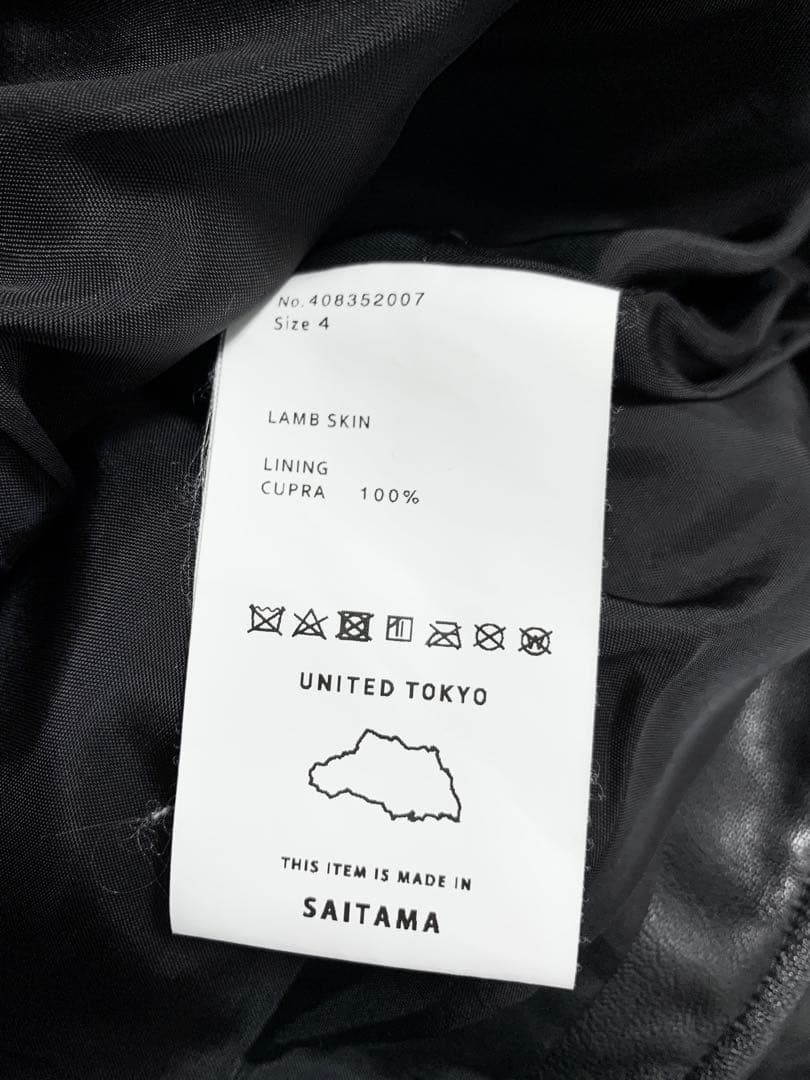 No. 408352007
Size 4
LAMB SKIN
LINING
CUPRA 100%
UNITED TOKYO
THIS ITEM IS MADE IN
SAITAMA